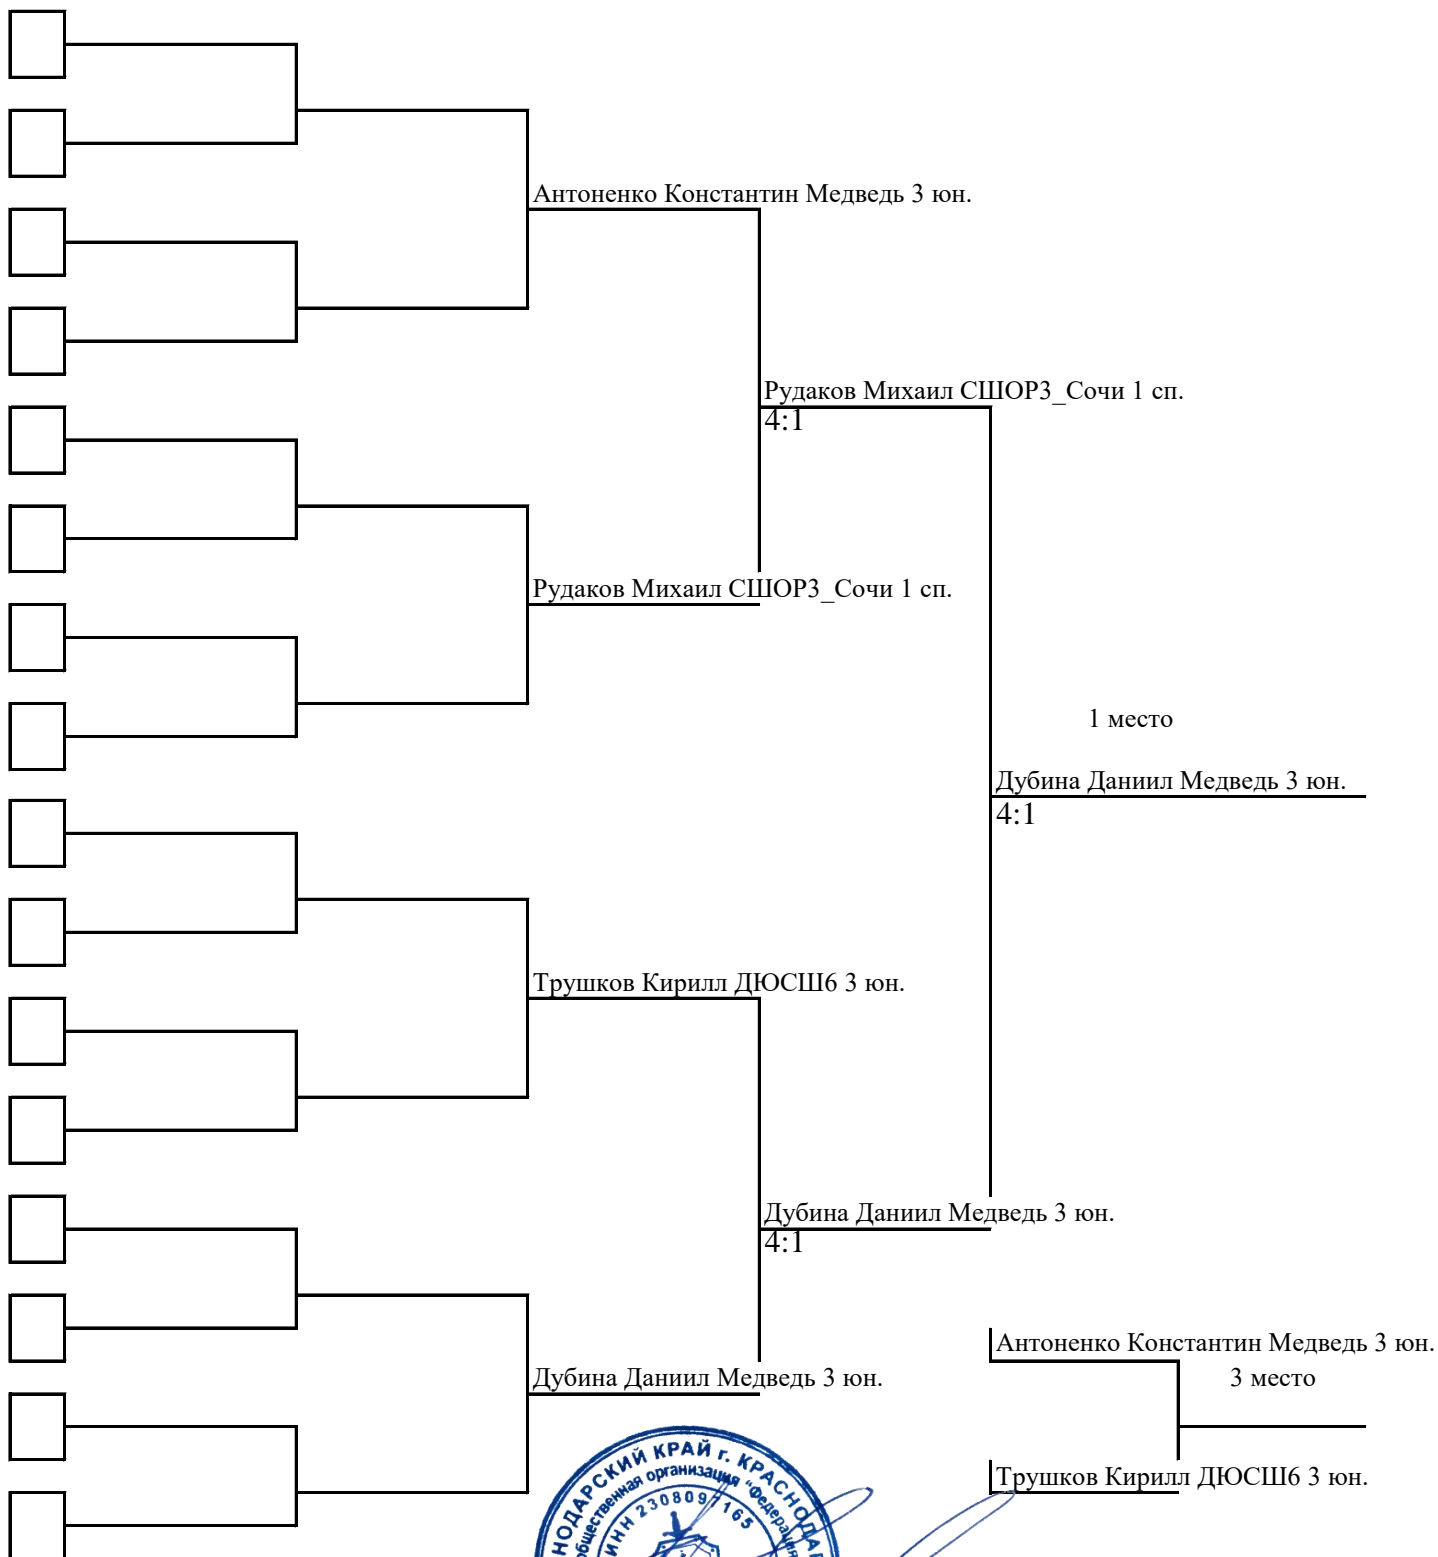 Антоненко Константин Медведь 3 юн.
Рудаков Михаил СШОР3_Сочи 1 сп.
4:1
Рудаков Михаил СШОР3_Сочи 1 сп.
1 место
Дубина Даниил Медведь 3 юн.
4:1
Трушков Кирилл ДЮСШ6 3 юн.
Дубина Даниил Медведь 3 юн.
4:1
Антоненко Константин Медведь 3 юн.
Дубина Даниил Медведь 3 юн.
3 место
Трушков Кирилл ДЮСШ6 3 юн.
КРАЙ г.
общественная организация "Федерация
ИНН 2308097165